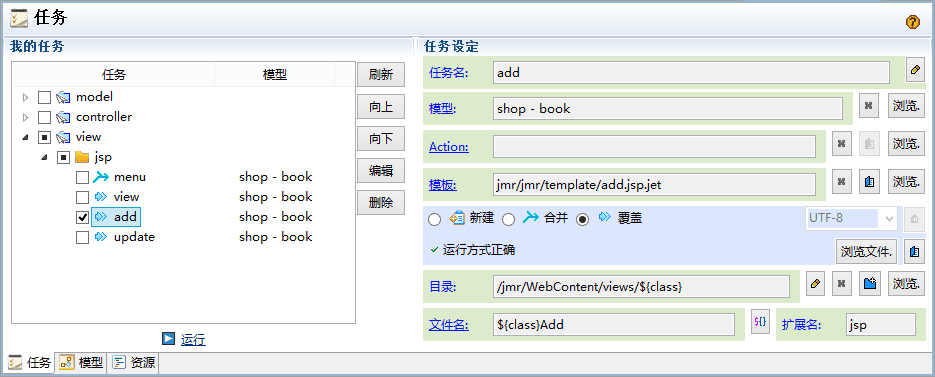 任务
我的任务
任务 模型
model
controller
view
jsp
menu shop - book
view shop - book
add shop - book
update shop - book
刷新
向上
向下
编辑
删除
运行
任务设定
任务名: add
模型: shop - book 浏览.
Action: 浏览.
模板: jmr/jmr/template/add.jsp.jet 浏览.
新建 合并 覆盖 UTF-8
运行方式正确 浏览文件.
目录: /jmr/WebContent/views/${class} 浏览.
文件名: ${class}Add ${} 扩展名: jsp
任务 模型 资源